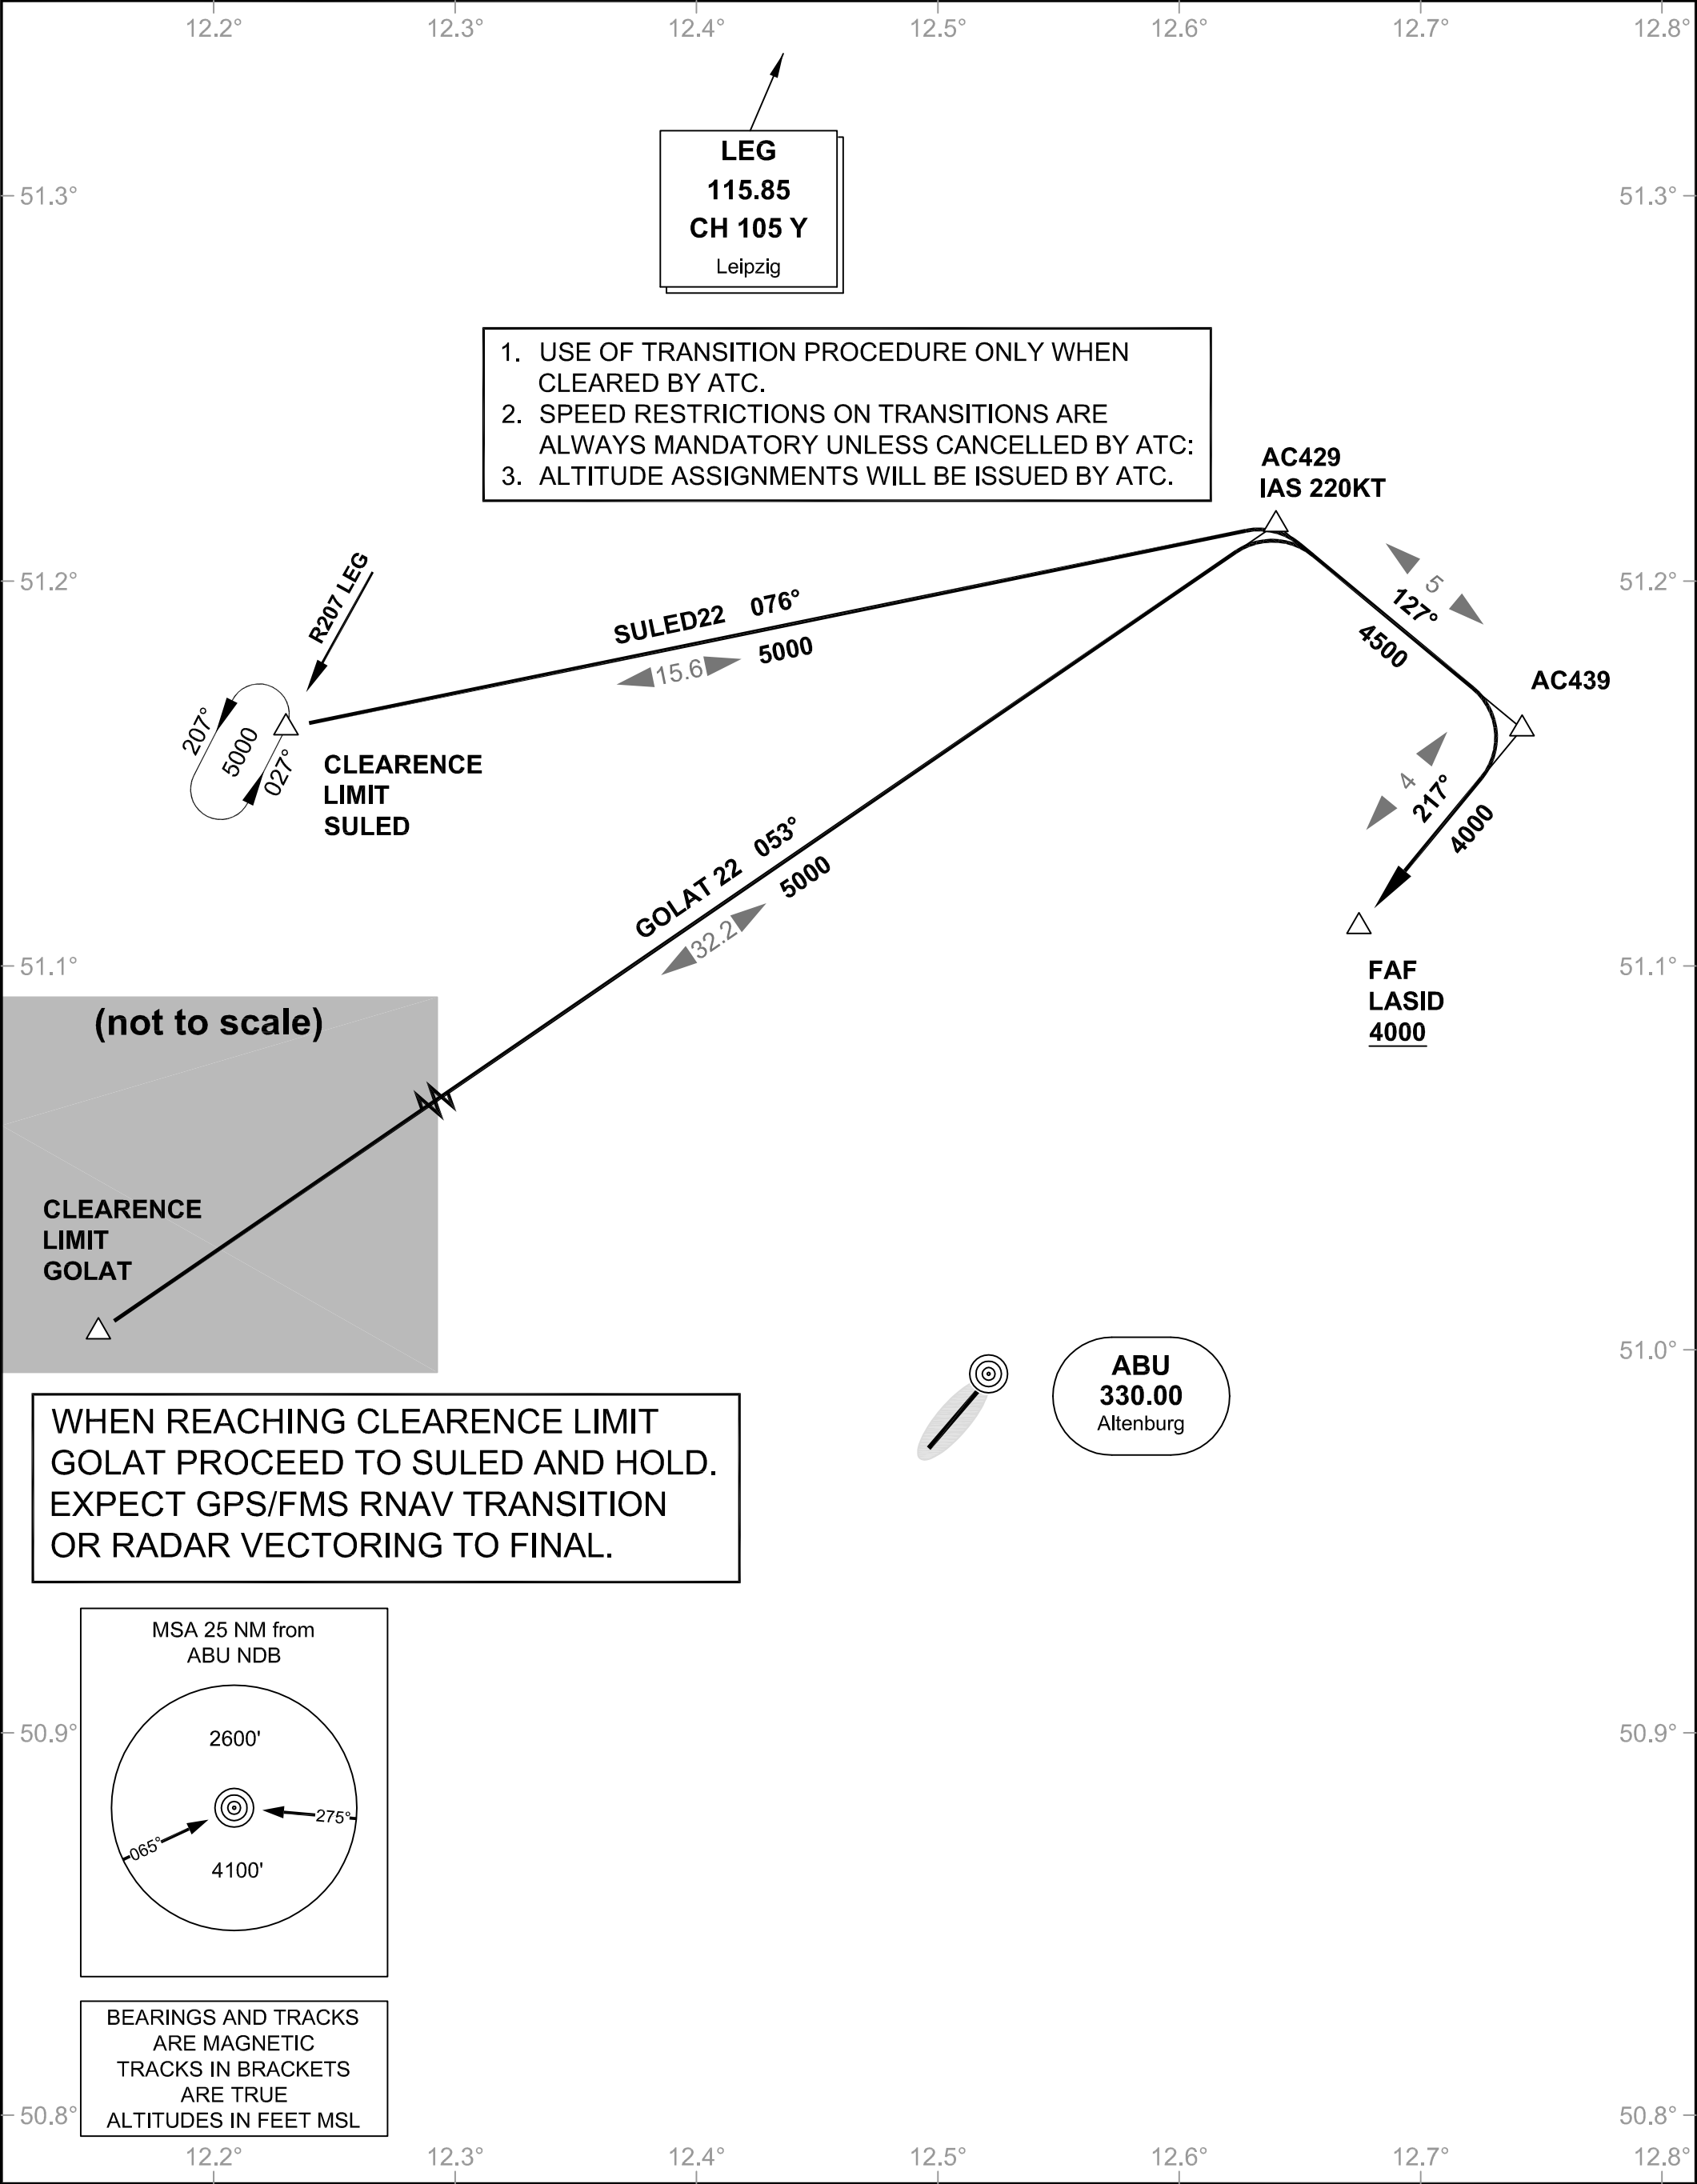 12.2° 12.3° 12.4° 12.5° 12.6° 12.7° 12.8°
LEG
115.85
CH 105 Y
Leipzig
51.3° 51.3°
1. USE OF TRANSITION PROCEDURE ONLY WHEN
CLEARED BY ATC.
2. SPEED RESTRICTIONS ON TRANSITIONS ARE
ALWAYS MANDATORY UNLESS CANCELLED BY ATC:
3. ALTITUDE ASSIGNMENTS WILL BE ISSUED BY ATC.
AC429
IAS 220KT
51.2° 51.2°
R207 LEG
SULED22 076°
15.6 5000
5
127°
4500
AC439
207°
5000
027°
CLEARENCE
LIMIT
SULED
4
217°
4000
GOLAT 22 053°
32.2 5000
51.1° 51.1°
FAF
LASID
4000
(not to scale)
CLEARENCE
LIMIT
GOLAT
51.0°
ABU
330.00
Altenburg
WHEN REACHING CLEARENCE LIMIT
GOLAT PROCEED TO SULED AND HOLD.
EXPECT GPS/FMS RNAV TRANSITION
OR RADAR VECTORING TO FINAL.
MSA 25 NM from
ABU NDB
2600'
275°
065°
4100'
50.9° 50.9°
BEARINGS AND TRACKS
ARE MAGNETIC
TRACKS IN BRACKETS
ARE TRUE
ALTITUDES IN FEET MSL
50.8° 50.8°
12.2° 12.3° 12.4° 12.5° 12.6° 12.7° 12.8°